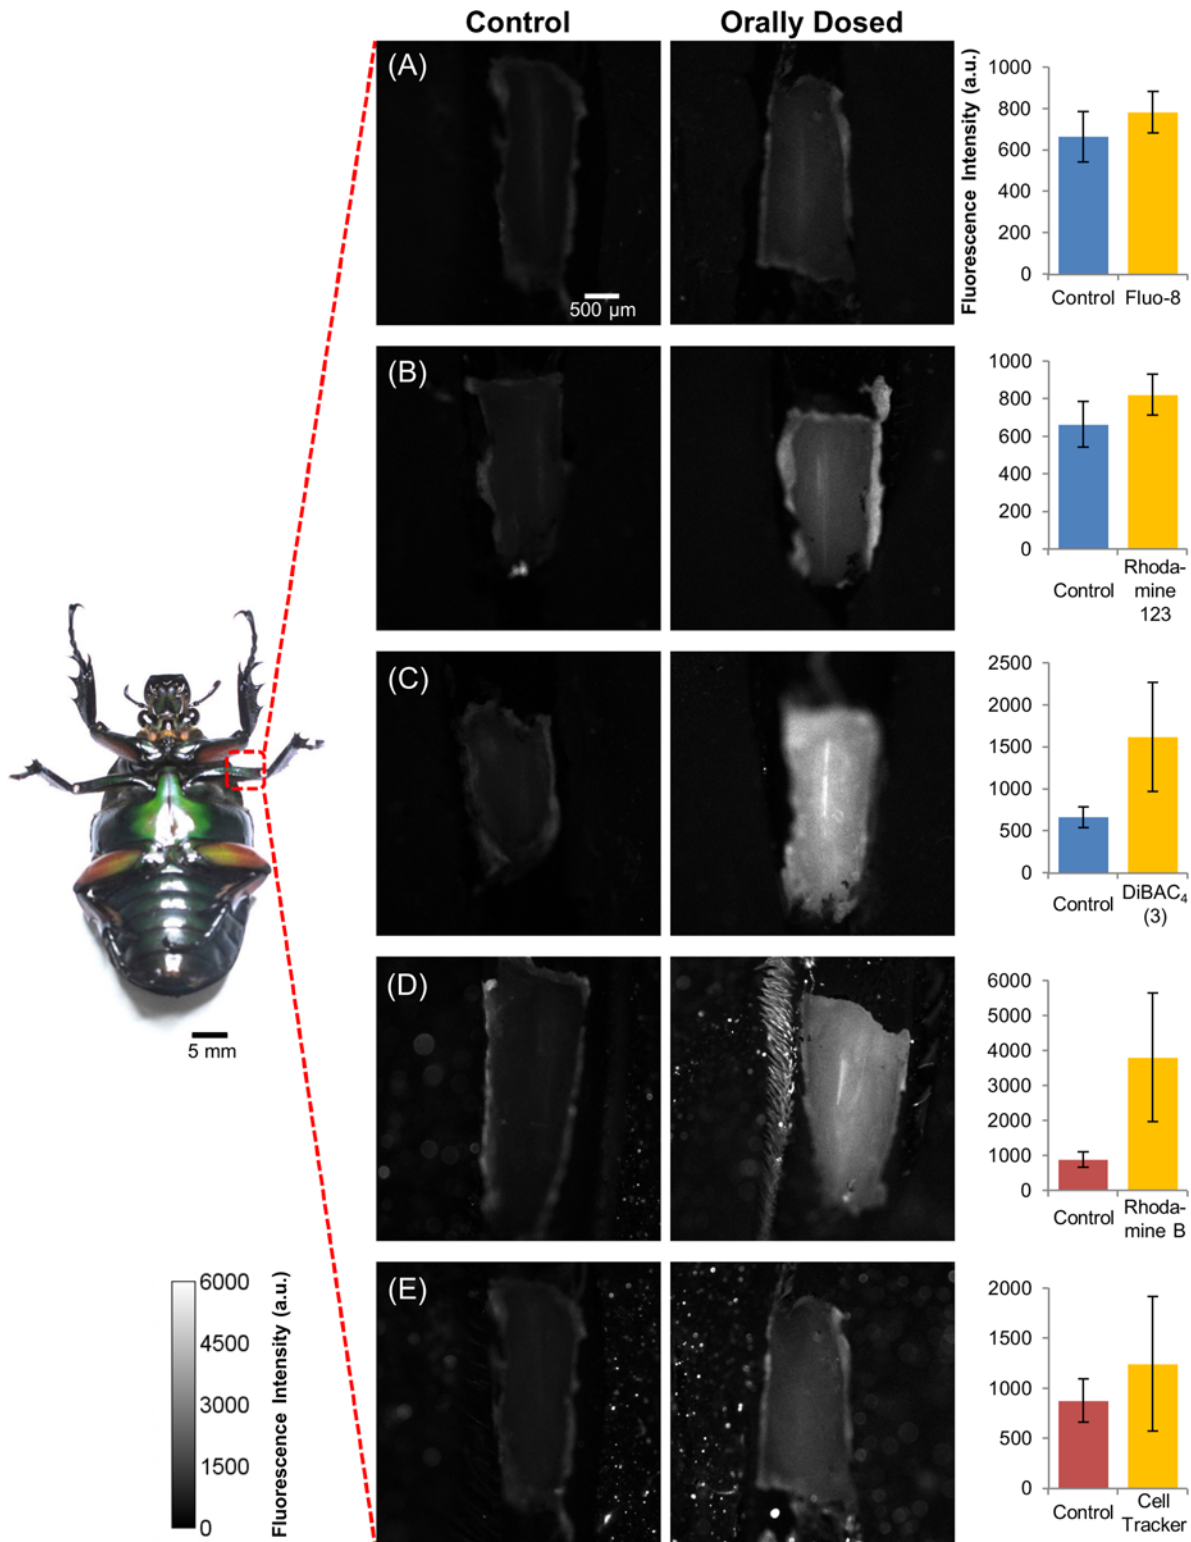 Control
Orally Dosed
(A)
500 µm
Fluorescence Intensity (a.u.)
1000
800
600
400
200
0
Control Fluo-8
(B)
1000
800
600
400
200
0
Control
Rhoda-
mine
123
(C)
2500
2000
1500
1000
500
0
Control
DiBAC₄
(3)
5 mm
(D)
6000
5000
4000
3000
2000
1000
0
Control
Rhoda-
mine B
(E)
2000
1500
1000
500
0
Control
Cell
Tracker
6000
4500
3000
1500
0
Fluorescence Intensity (a.u.)